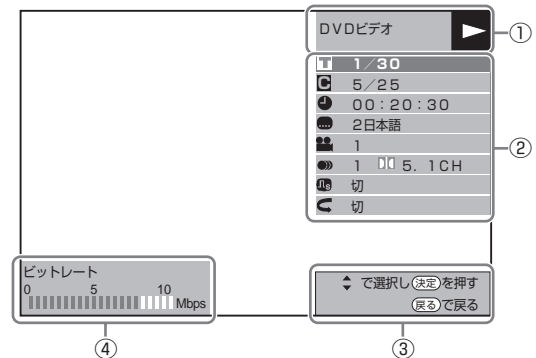 DVDビデオ
①
T 1／30
C 5／25
00：20：30
2日本語
1
1 5．1CH
切
切
②
ビットレート
0 5 10
Mbps
④
で選択し 決定 を押す
戻る で戻る
③